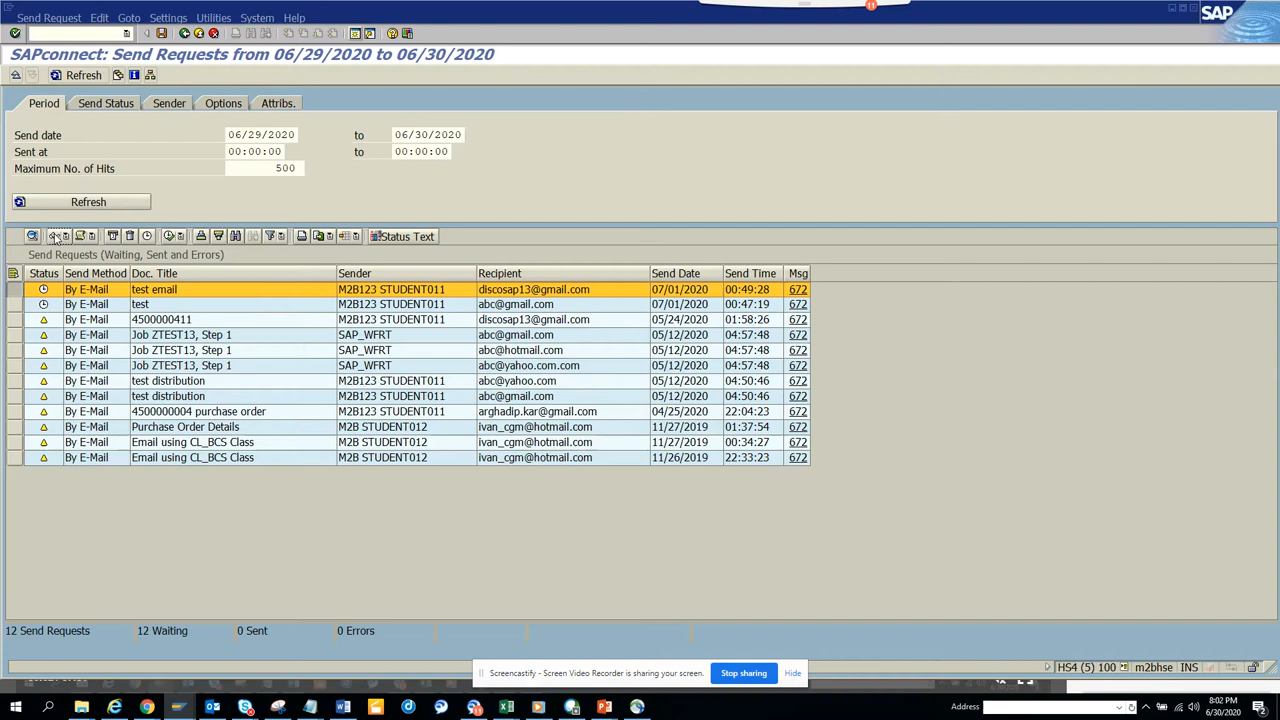 Send Request Edit Goto Settings Utilities System Help
11
SAP
SAPconnect: Send Requests from 06/29/2020 to 06/30/2020
Refresh
Period Send Status Sender Options Attribs.
Send date 06/29/2020 to 06/30/2020
Sent at 00:00:00 to 00:00:00
Maximum No. of Hits 500
Refresh
Status Text
Send Requests (Waiting, Sent and Errors)
Status Send Method Doc. Title Sender Recipient Send Date Send Time Msg
By E-Mail test email M2B123 STUDENT011 discosap13@gmail.com 07/01/2020 00:49:28 672
By E-Mail test M2B123 STUDENT011 abc@gmail.com 07/01/2020 00:47:19 672
By E-Mail 4500000411 M2B123 STUDENT011 discosap13@gmail.com 05/24/2020 01:58:26 672
By E-Mail Job ZTEST13, Step 1 SAP_WFRT abc@gmail.com 05/12/2020 04:57:48 672
By E-Mail Job ZTEST13, Step 1 SAP_WFRT abc@hotmail.com 05/12/2020 04:57:48 672
By E-Mail Job ZTEST13, Step 1 SAP_WFRT abc@yahoo.com.com 05/12/2020 04:57:48 672
By E-Mail test distribution M2B123 STUDENT011 abc@yahoo.com 05/12/2020 04:50:46 672
By E-Mail test distribution M2B123 STUDENT011 abc@gmail.com 05/12/2020 04:50:46 672
By E-Mail 4500000004 purchase order M2B123 STUDENT011 arghadip.kar@gmail.com 04/25/2020 22:04:23 672
By E-Mail Purchase Order Details M2B STUDENT012 ivan_cgm@hotmail.com 11/27/2019 01:37:54 672
By E-Mail Email using CL_BCS Class M2B STUDENT012 ivan_cgm@hotmail.com 11/27/2019 00:34:27 672
By E-Mail Email using CL_BCS Class M2B STUDENT012 ivan_cgm@hotmail.com 11/26/2019 22:33:23 672
12 Send Requests 12 Waiting 0 Sent 0 Errors
HS4 (5) 100 m2bhse INS
Screencastify - Screen Video Recorder is sharing your screen. Stop sharing Hide
Address
8:02 PM
6/30/2020